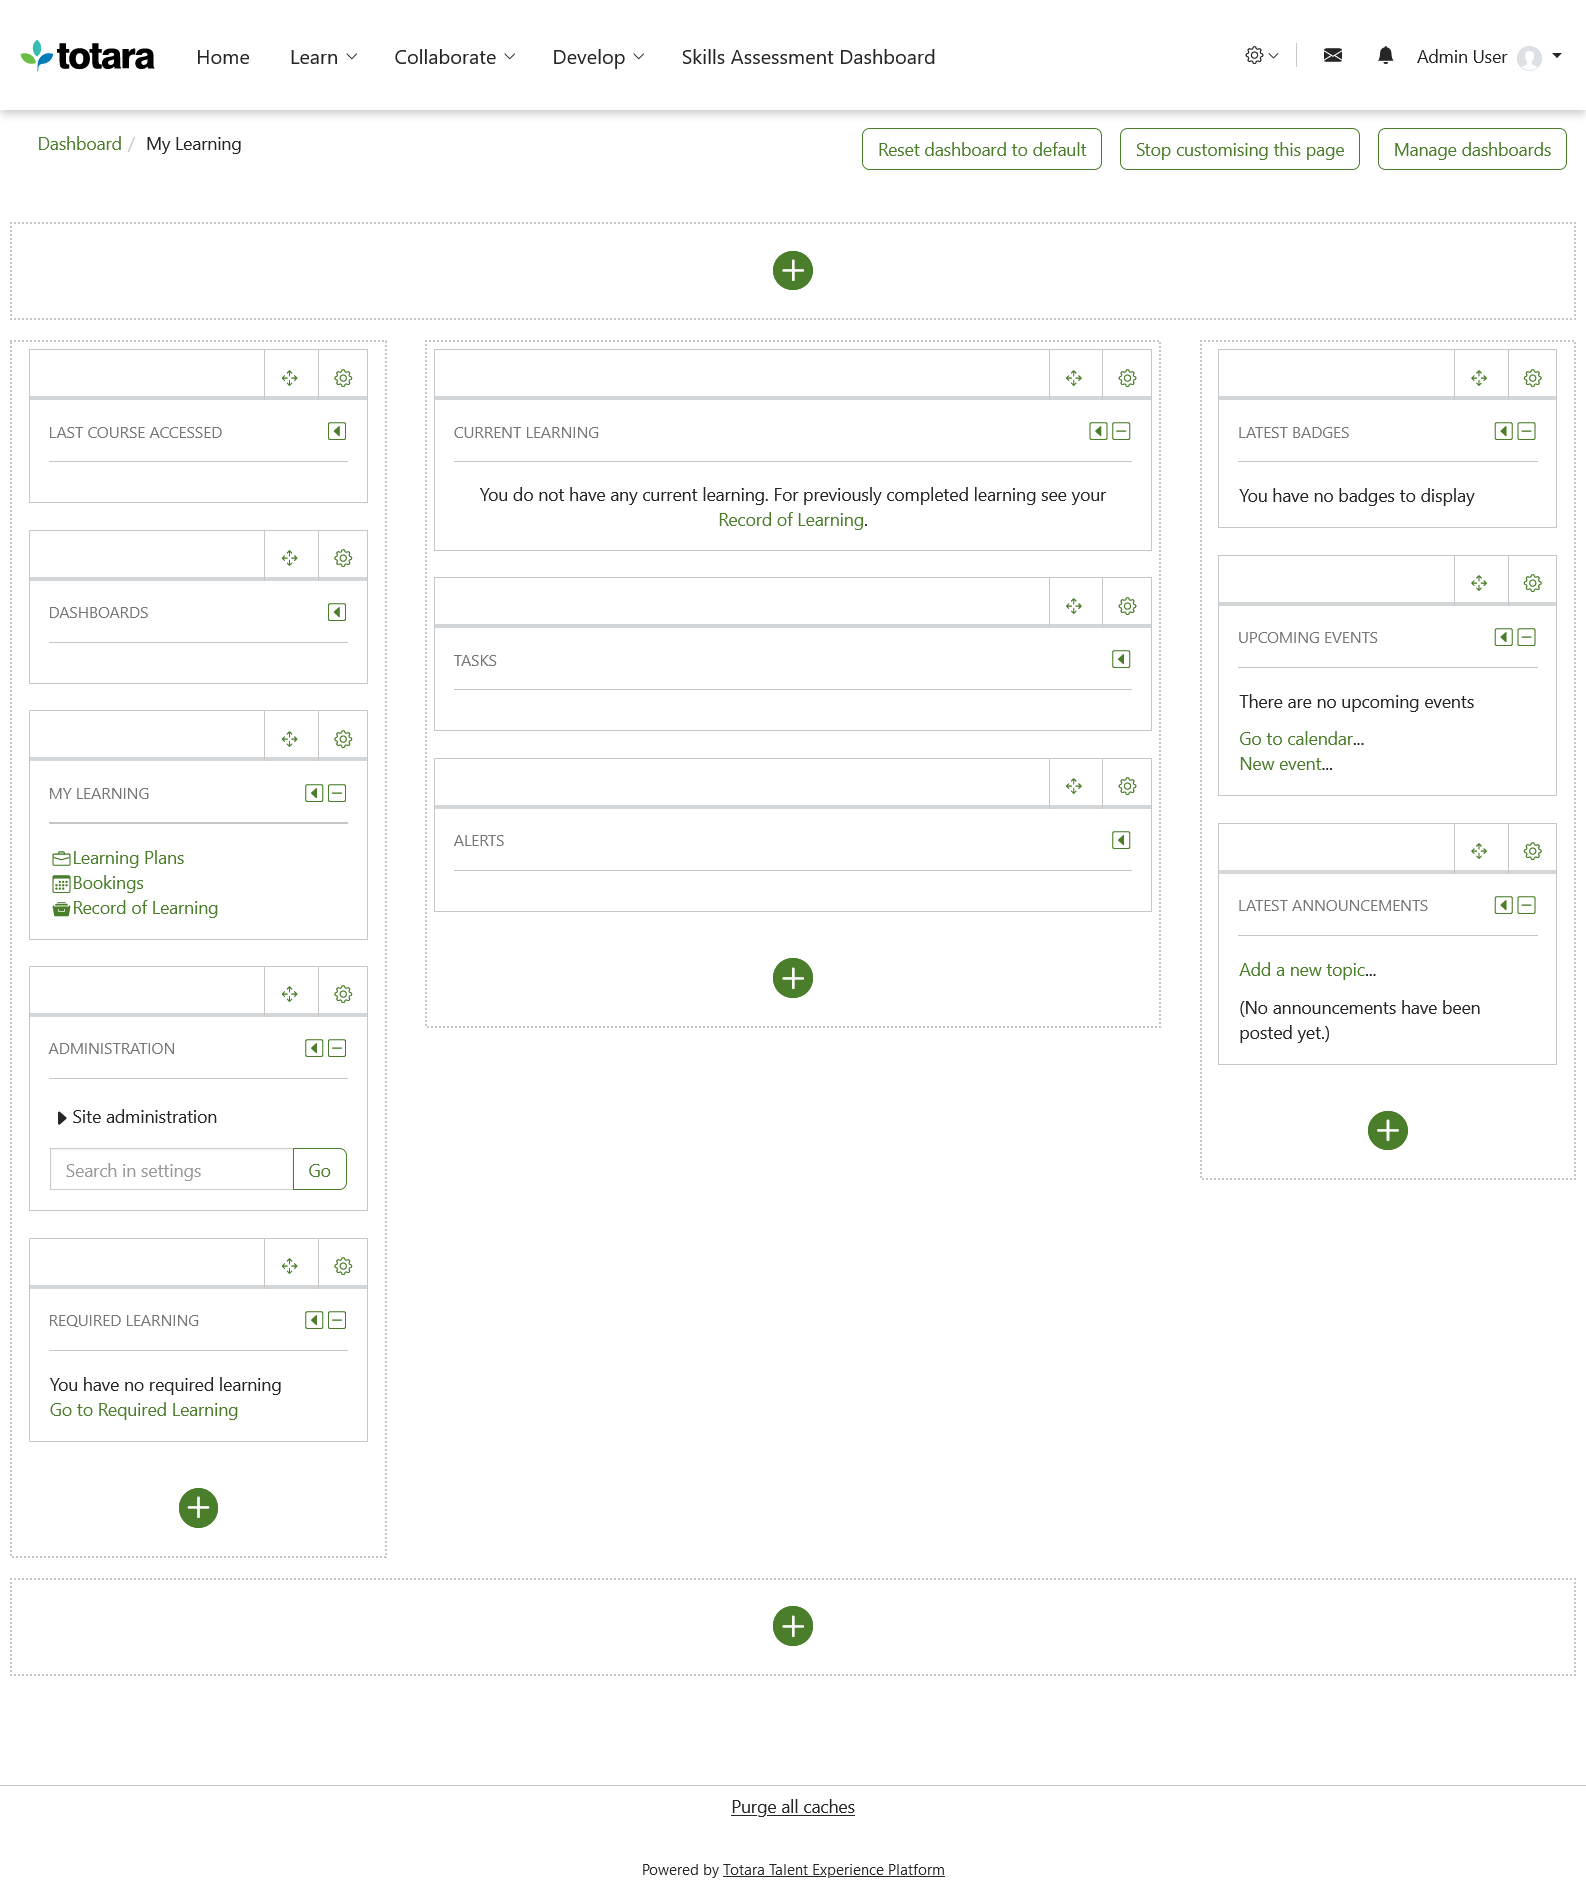 totara
Home
Learn
Collaborate
Develop
Skills Assessment Dashboard
Admin User
Dashboard / My Learning
Reset dashboard to default
Stop customising this page
Manage dashboards
LAST COURSE ACCESSED
DASHBOARDS
MY LEARNING
Learning Plans
Bookings
Record of Learning
ADMINISTRATION
Site administration
Search in settings
Go
REQUIRED LEARNING
You have no required learning
Go to Required Learning
CURRENT LEARNING
You do not have any current learning. For previously completed learning see your
Record of Learning.
TASKS
ALERTS
LATEST BADGES
You have no badges to display
UPCOMING EVENTS
There are no upcoming events
Go to calendar...
New event...
LATEST ANNOUNCEMENTS
Add a new topic...
(No announcements have been
posted yet.)
Purge all caches
Powered by Totara Talent Experience Platform